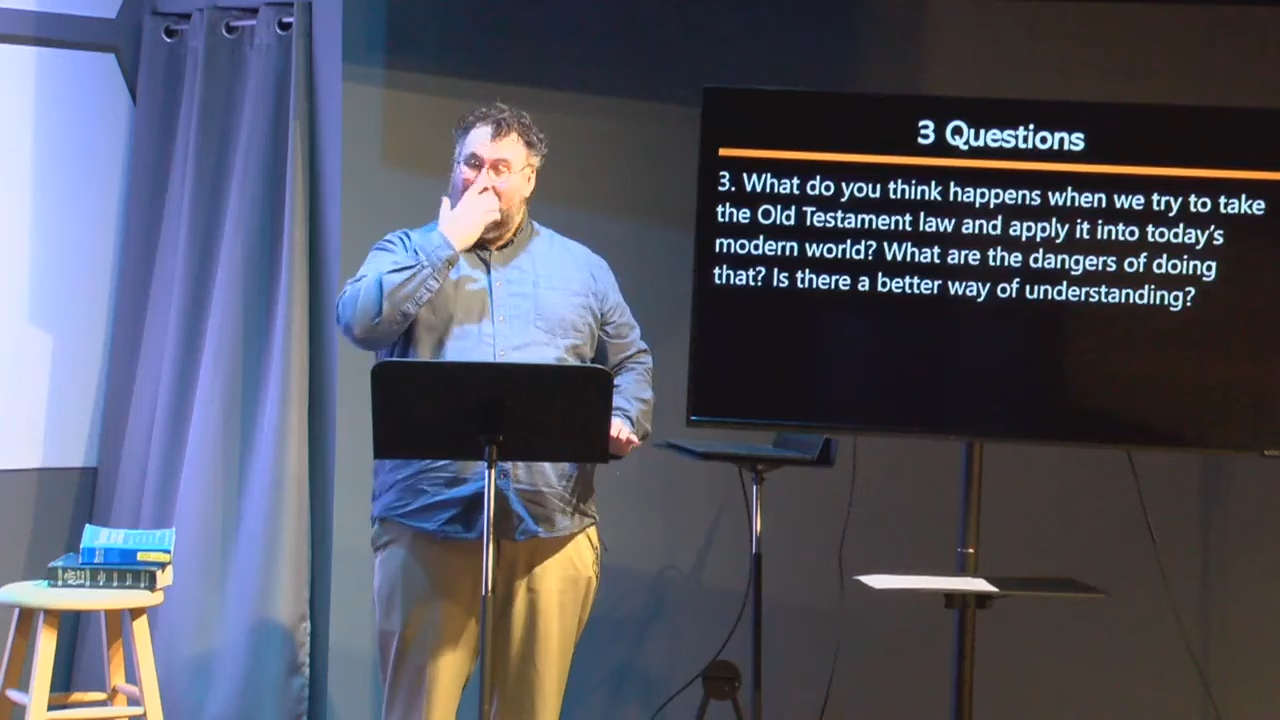 3 Questions
3. What do you think happens when we try to take
the Old Testament law and apply it into today's
modern world? What are the dangers of doing
that? Is there a better way of understanding?